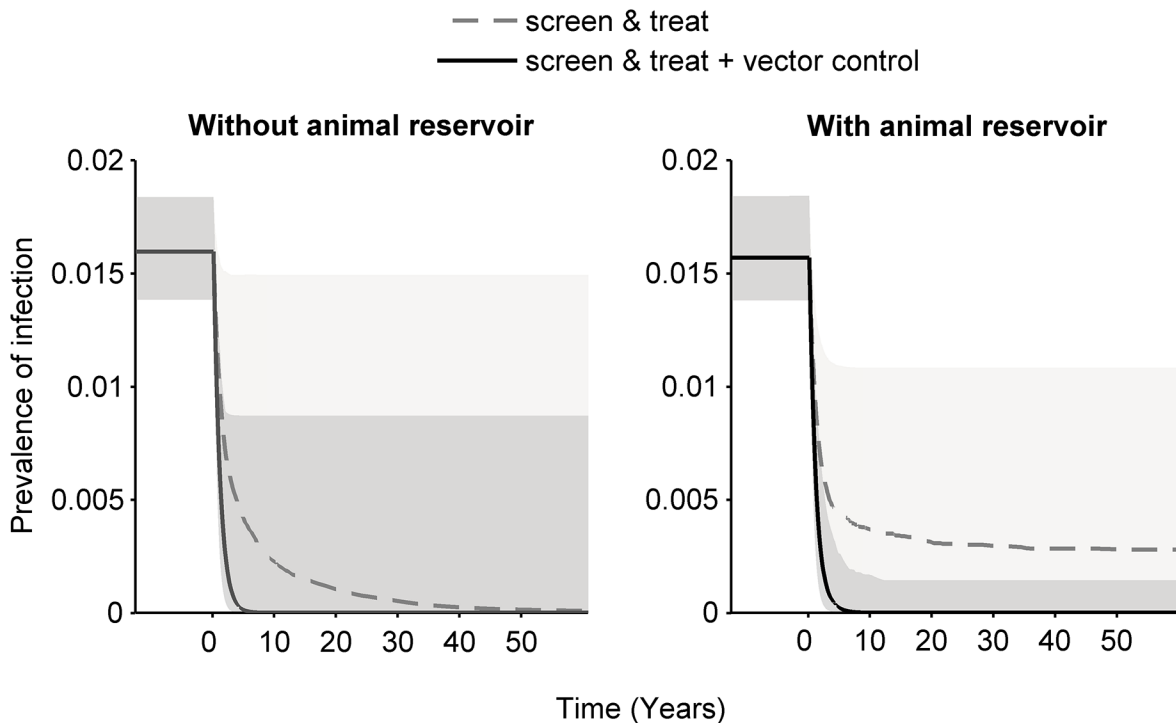 screen & treat
screen & treat + vector control
Without animal reservoir
With animal reservoir
Prevalence of infection
0.02
0.015
0.01
0.005
0
0 10 20 30 40 50
0.02
0.015
0.01
0.005
0
0 10 20 30 40 50
Time (Years)